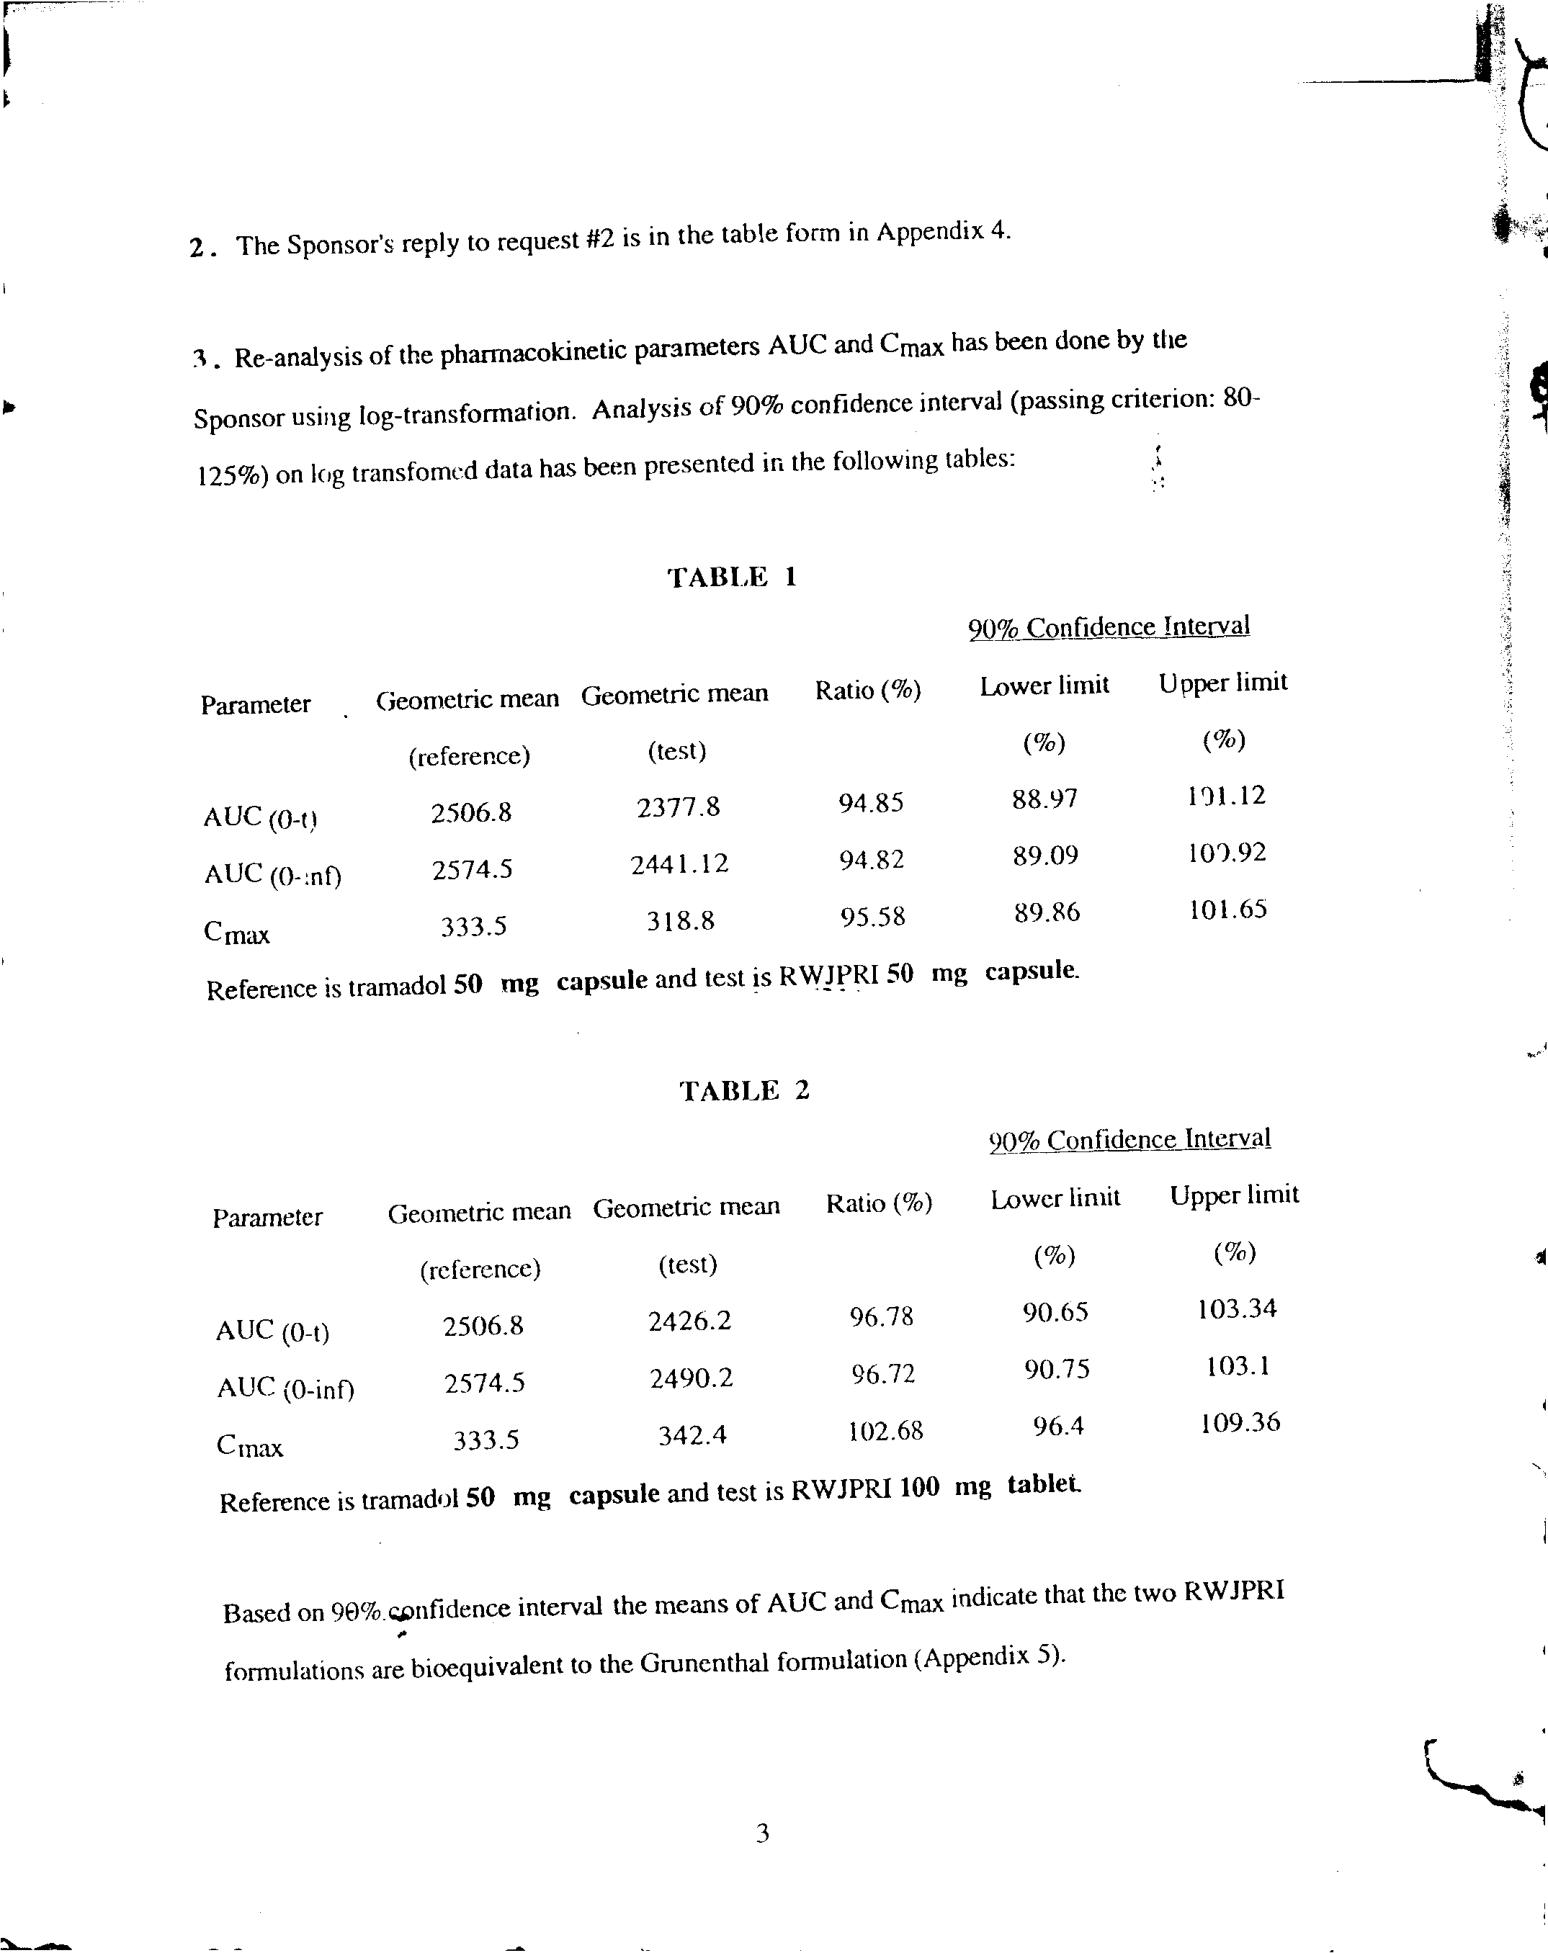 2. The Sponsor's reply to request #2 is in the table form in Appendix 4.
3. Re-analysis of the pharmacokinetic parameters AUC and Cmax has been done by the
Sponsor using log-transformation. Analysis of 90% confidence interval (passing criterion: 80-
125%) on log transfomed data has been presented in the following tables:
TABLE 1
90% Confidence Interval
Parameter Geometric mean Geometric mean Ratio (%) Lower limit Upper limit
(reference) (test) (%) (%)
AUC (0-t) 2506.8 2377.8 94.85 88.97 101.12
AUC (0-inf) 2574.5 2441.12 94.82 89.09 100.92
Cmax 333.5 318.8 95.58 89.86 101.65
Reference is tramadol 50 mg capsule and test is RWJPRI 50 mg capsule.
TABLE 2
90% Confidence Interval
Parameter Geometric mean Geometric mean Ratio (%) Lower limit Upper limit
(reference) (test) (%) (%)
AUC (0-t) 2506.8 2426.2 96.78 90.65 103.34
AUC (0-inf) 2574.5 2490.2 96.72 90.75 103.1
Cmax 333.5 342.4 102.68 96.4 109.36
Reference is tramadol 50 mg capsule and test is RWJPRI 100 mg tablet.
Based on 90% confidence interval the means of AUC and Cmax indicate that the two RWJPRI
formulations are bioequivalent to the Grunenthal formulation (Appendix 5).
3